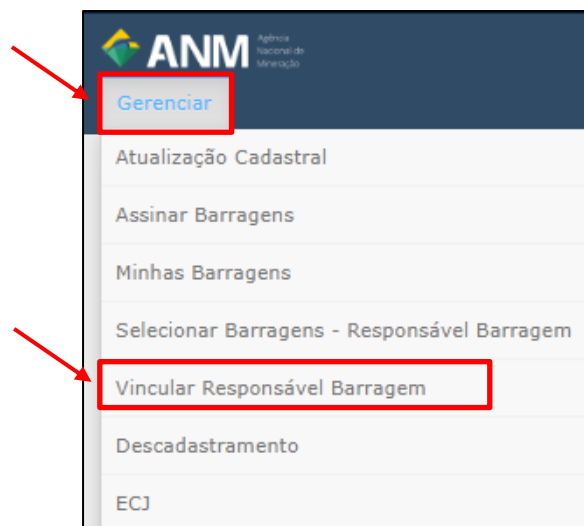 ANM
Agência
Nacional de
Mineração
Gerenciar
Atualização Cadastral
Assinar Barragens
Minhas Barragens
Selecionar Barragens - Responsável Barragem
Vincular Responsável Barragem
Descadastramento
ECJ